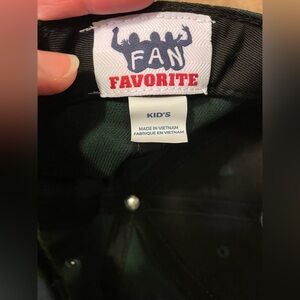 FAN
FAVORITE
KID'S
MADE IN VIETNAM
FABRIQUÉ EN VIETNAM